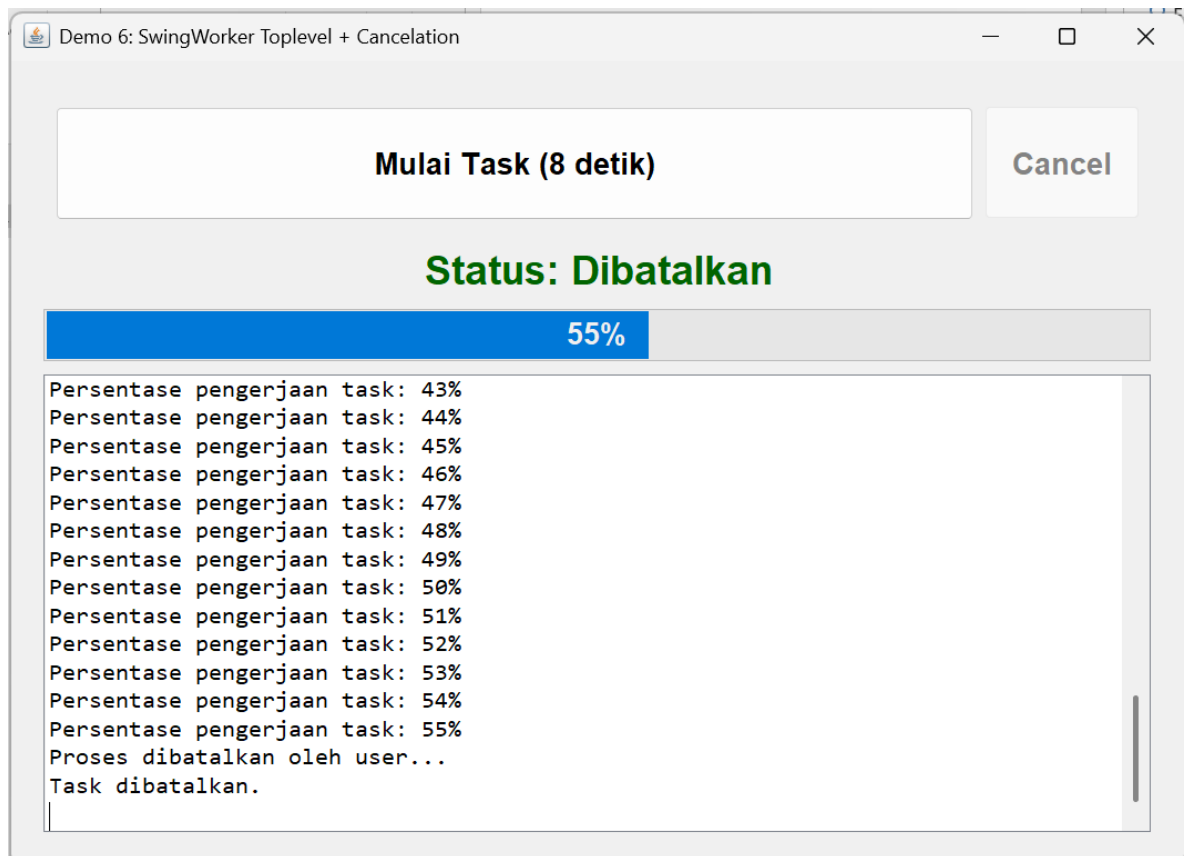 Demo 6: SwingWorker Toplevel + Cancelation
Mulai Task (8 detik)
Cancel
Status: Dibatalkan
55%
Persentase pengerjaan task: 43%
Persentase pengerjaan task: 44%
Persentase pengerjaan task: 45%
Persentase pengerjaan task: 46%
Persentase pengerjaan task: 47%
Persentase pengerjaan task: 48%
Persentase pengerjaan task: 49%
Persentase pengerjaan task: 50%
Persentase pengerjaan task: 51%
Persentase pengerjaan task: 52%
Persentase pengerjaan task: 53%
Persentase pengerjaan task: 54%
Persentase pengerjaan task: 55%
Proses dibatalkan oleh user...
Task dibatalkan.